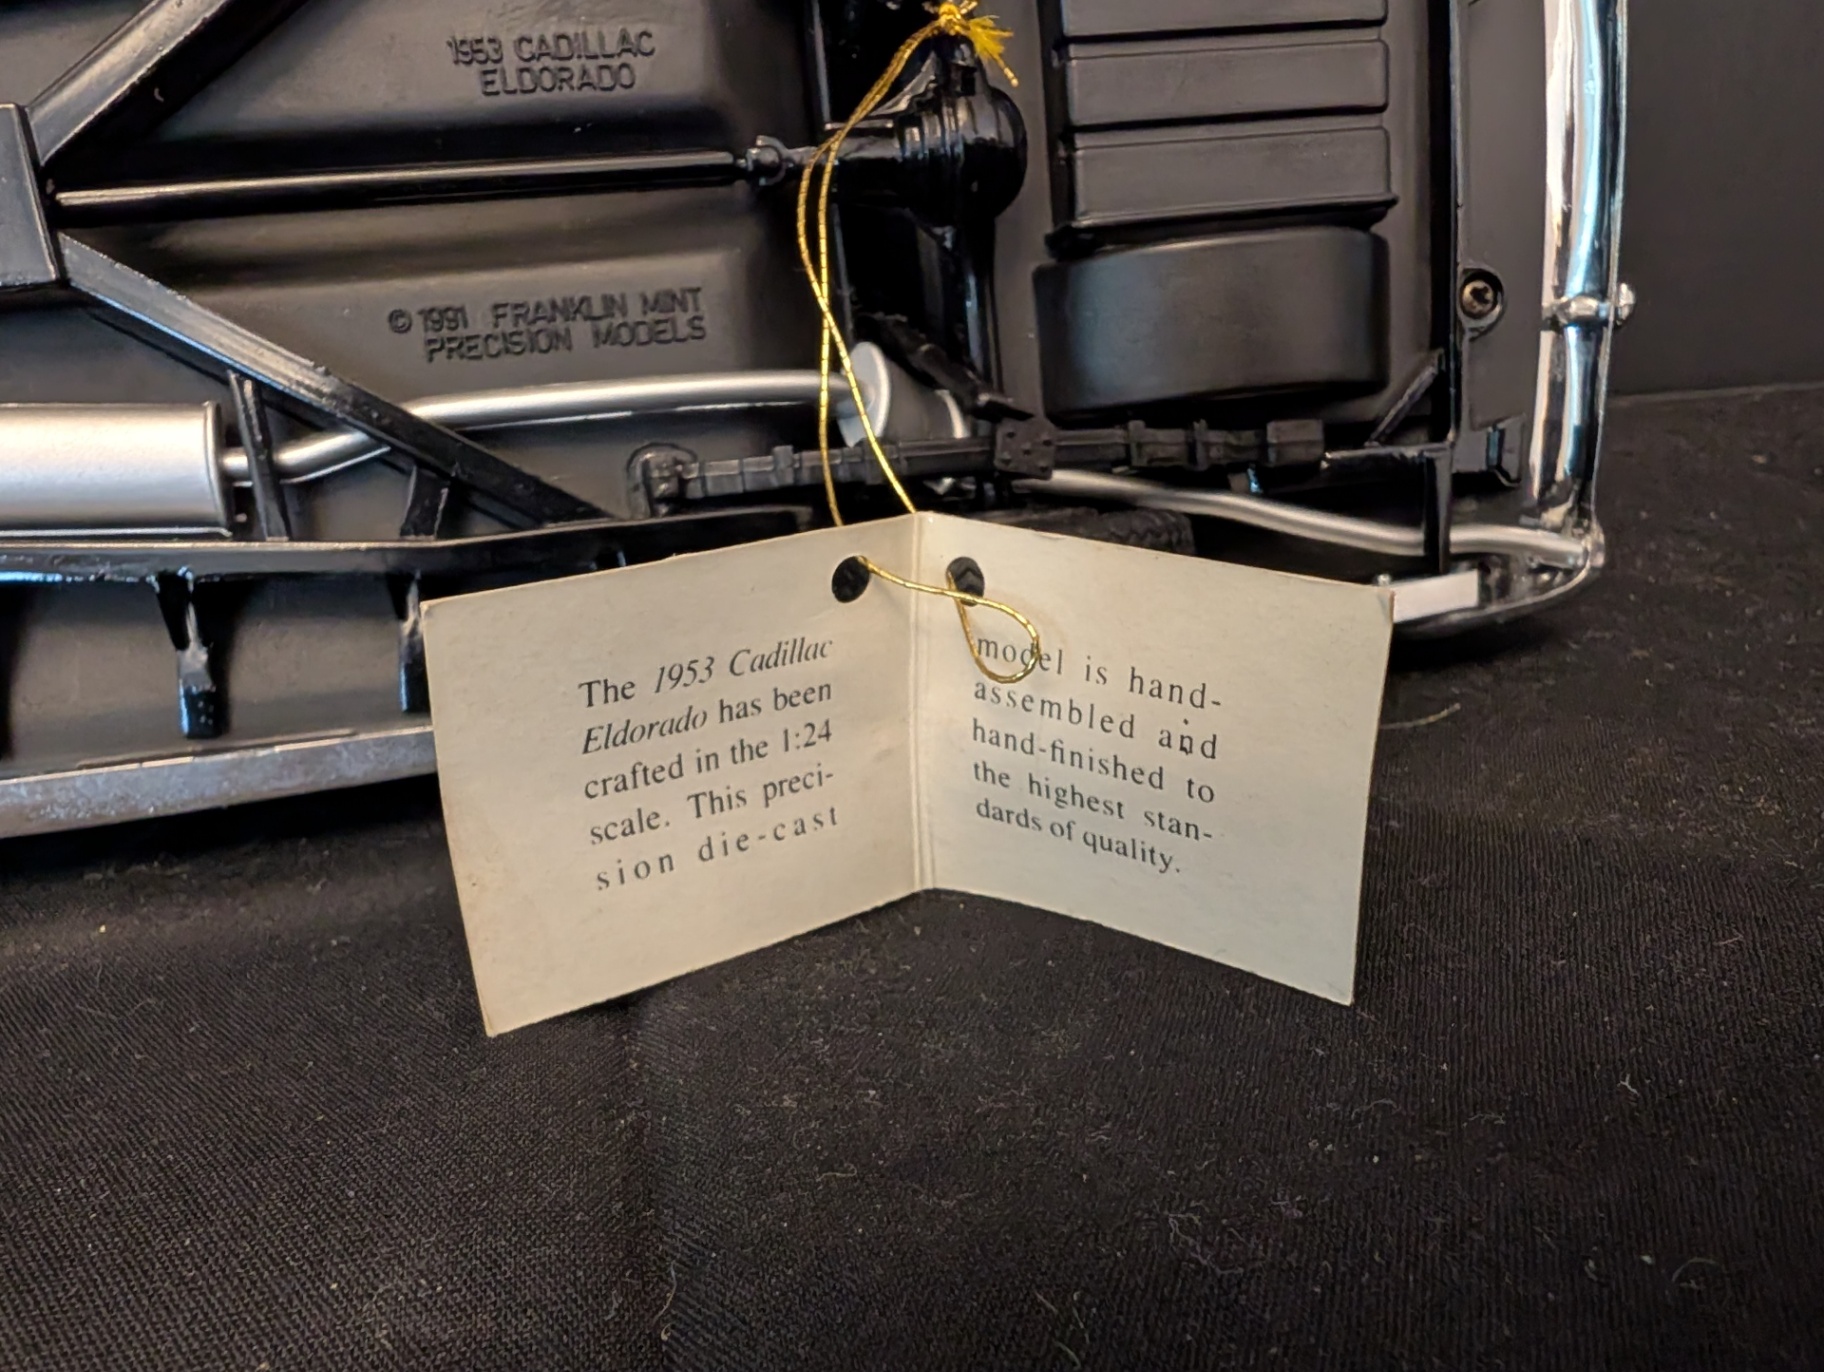 1953 CADILLAC
ELDORADO
© 1991 FRANKLIN MINT
PRECISION MODELS
The 1953 Cadillac
Eldorado has been
crafted in the 1:24
scale. This preci-
sion die-cast
model is hand-
assembled and
hand-finished to
the highest stan-
dards of quality.